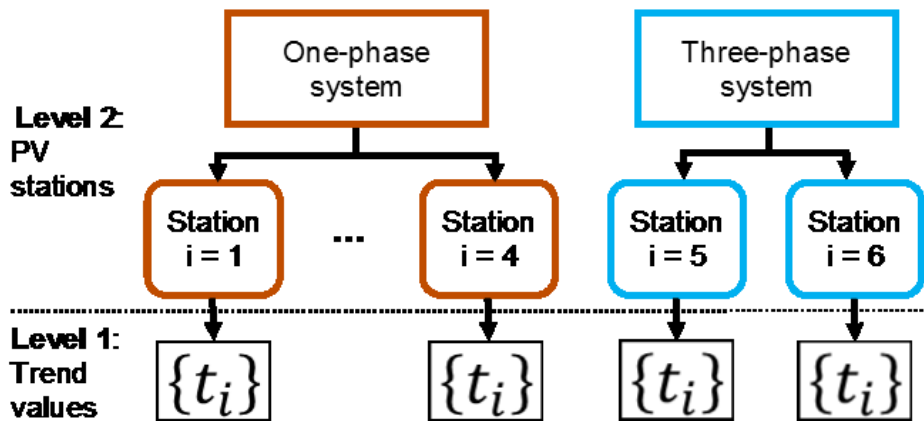 One-phase
system
Three-phase
system
Level 2:
PV
stations
Station
i = 1
...
Station
i = 4
Station
i = 5
Station
i = 6
Level 1:
Trend
values
{t_i}
{t_i}
{t_i}
{t_i}